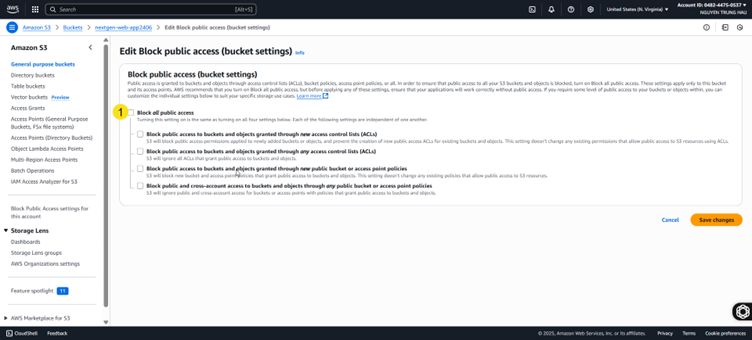 aws
Search
[Alt+S]
United States (N. Virginia)
Account ID: 0482-4475-0537
NGUYEN TRUNG HAU
Amazon S3 > Buckets > nextgen-web-app2406 > Edit Block public access (bucket settings)
Amazon S3
General purpose buckets
Directory buckets
Table buckets
Vector buckets Preview
Access Grants
Access Points (General Purpose
Buckets, FSx file systems)
Access Points (Directory Buckets)
Object Lambda Access Points
Multi-Region Access Points
Batch Operations
IAM Access Analyzer for S3
Block Public Access settings for
this account
Storage Lens
Dashboards
Storage Lens groups
AWS Organizations settings
Feature spotlight 11
AWS Marketplace for S3
Edit Block public access (bucket settings) Info
Block public access (bucket settings)
Public access is granted to buckets and objects through access control lists (ACLs), bucket policies, access point policies, or all. In order to ensure that public access to all your S3 buckets and objects is blocked, turn on Block all public access. These settings apply only to this bucket
and its access points. AWS recommends that you turn on Block all public access, but before applying any of these settings, ensure that your applications will work correctly without public access. If you require some level of public access to your buckets or objects within, you can
customize the individual settings below to suit your specific storage use cases. Learn more
1
Block all public access
Turning this setting on is the same as turning on all four settings below. Each of the following settings are independent of one another.
Block public access to buckets and objects granted through new access control lists (ACLs)
S3 will block public access permissions applied to newly added buckets or objects, and prevent the creation of new public access ACLs for existing buckets and objects. This setting doesn't change any existing permissions that allow public access to S3 resources using ACLs.
Block public access to buckets and objects granted through any access control lists (ACLs)
S3 will ignore all ACLs that grant public access to buckets and objects.
Block public access to buckets and objects granted through new public bucket or access point policies
S3 will block new bucket and access point policies that grant public access to buckets and objects. This setting doesn't change any existing policies that allow public access to S3 resources.
Block public and cross-account access to buckets and objects through any public bucket or access point policies
S3 will ignore public and cross-account access for buckets or access points with policies that grant public access to buckets and objects.
Cancel
Save changes
CloudShell
Feedback
© 2025, Amazon Web Services, Inc. or its affiliates.
Privacy
Terms
Cookie preferences